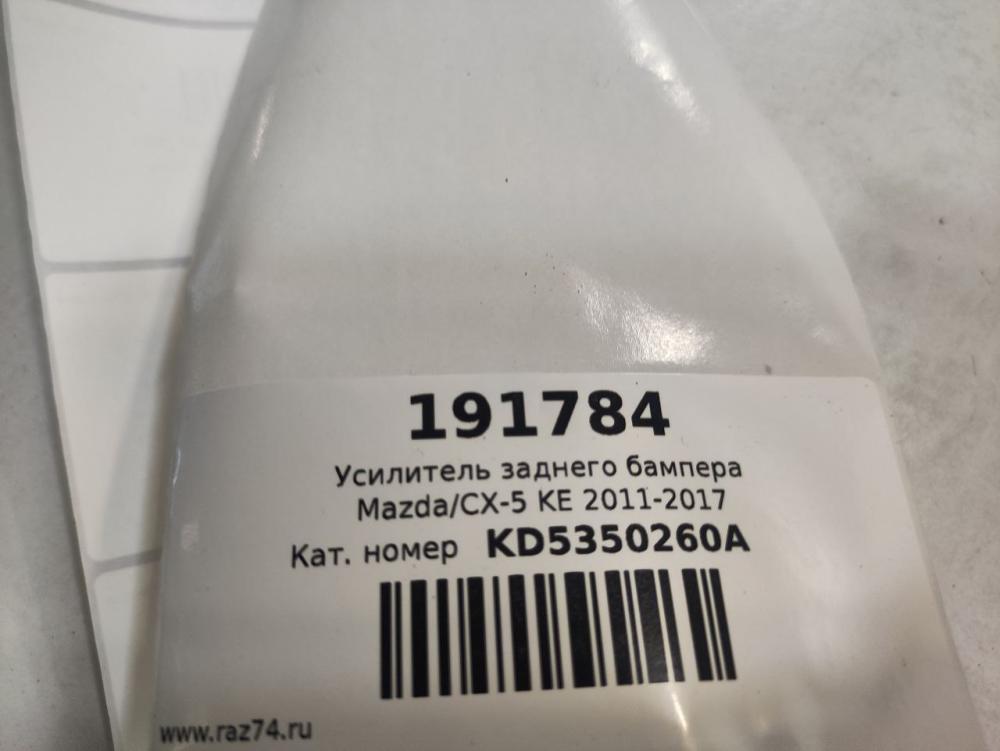 191784
Усилитель заднего бампера
Mazda/CX-5 KE 2011-2017
Кат. номер KD5350260A
www.raz74.ru